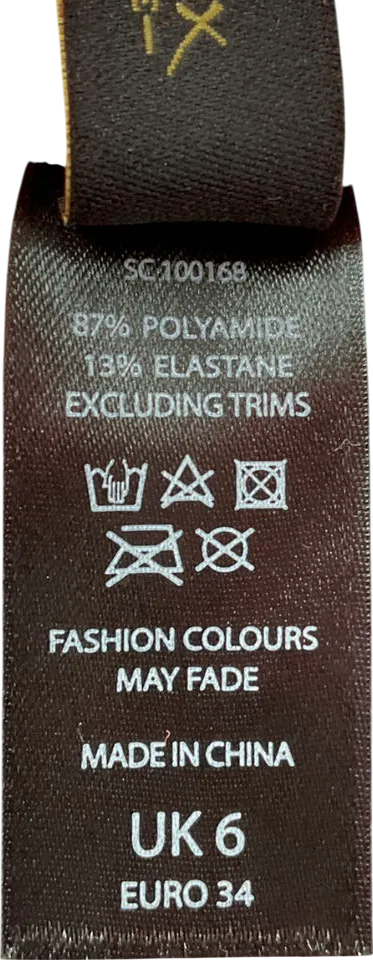 SC100168
87% POLYAMIDE
13% ELASTANE
EXCLUDING TRIMS
FASHION COLOURS
MAY FADE
MADE IN CHINA
UK 6
EURO 34